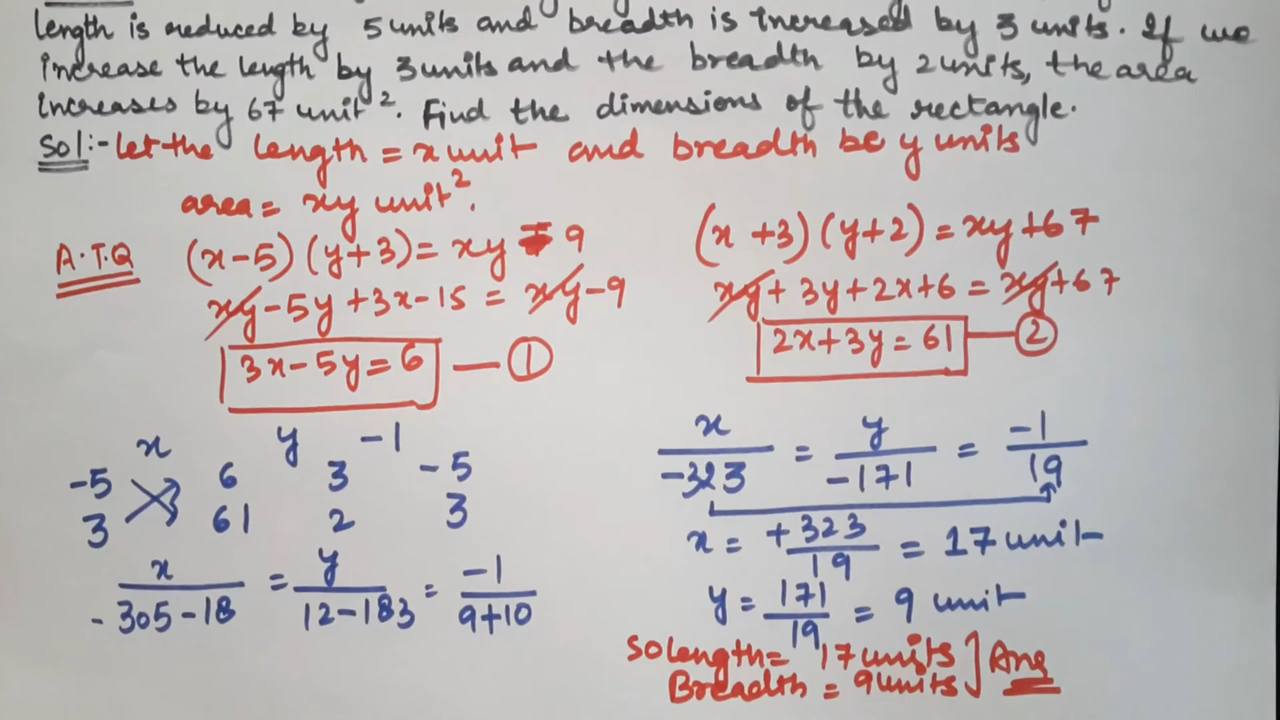 length is reduced by 5 units and breadth is increased by 3 units. If we
increase the length by 3 units and the breadth by 2 units, the area
increases by 67 unit². Find the dimensions of the rectangle.
Sol:- let the length = x unit and breadth be y units
area = xy unit².
A.T.Q (x-5)(y+3) = xy - 9
xy - 5y + 3x - 15 = xy - 9
3x - 5y = 6 — ①
(x+3)(y+2) = xy + 67
xy + 3y + 2x + 6 = xy + 67
2x + 3y = 61 — ②
x y -1
-5 6 3 -5
3 61 2 3
x/-305-18 = y/12-183 = -1/9+10
x/-323 = y/-171 = -1/19
x = +323/19 = 17 unit
y = 171/19 = 9 unit
So length = 17 units
Breadth = 9 units ] Ans